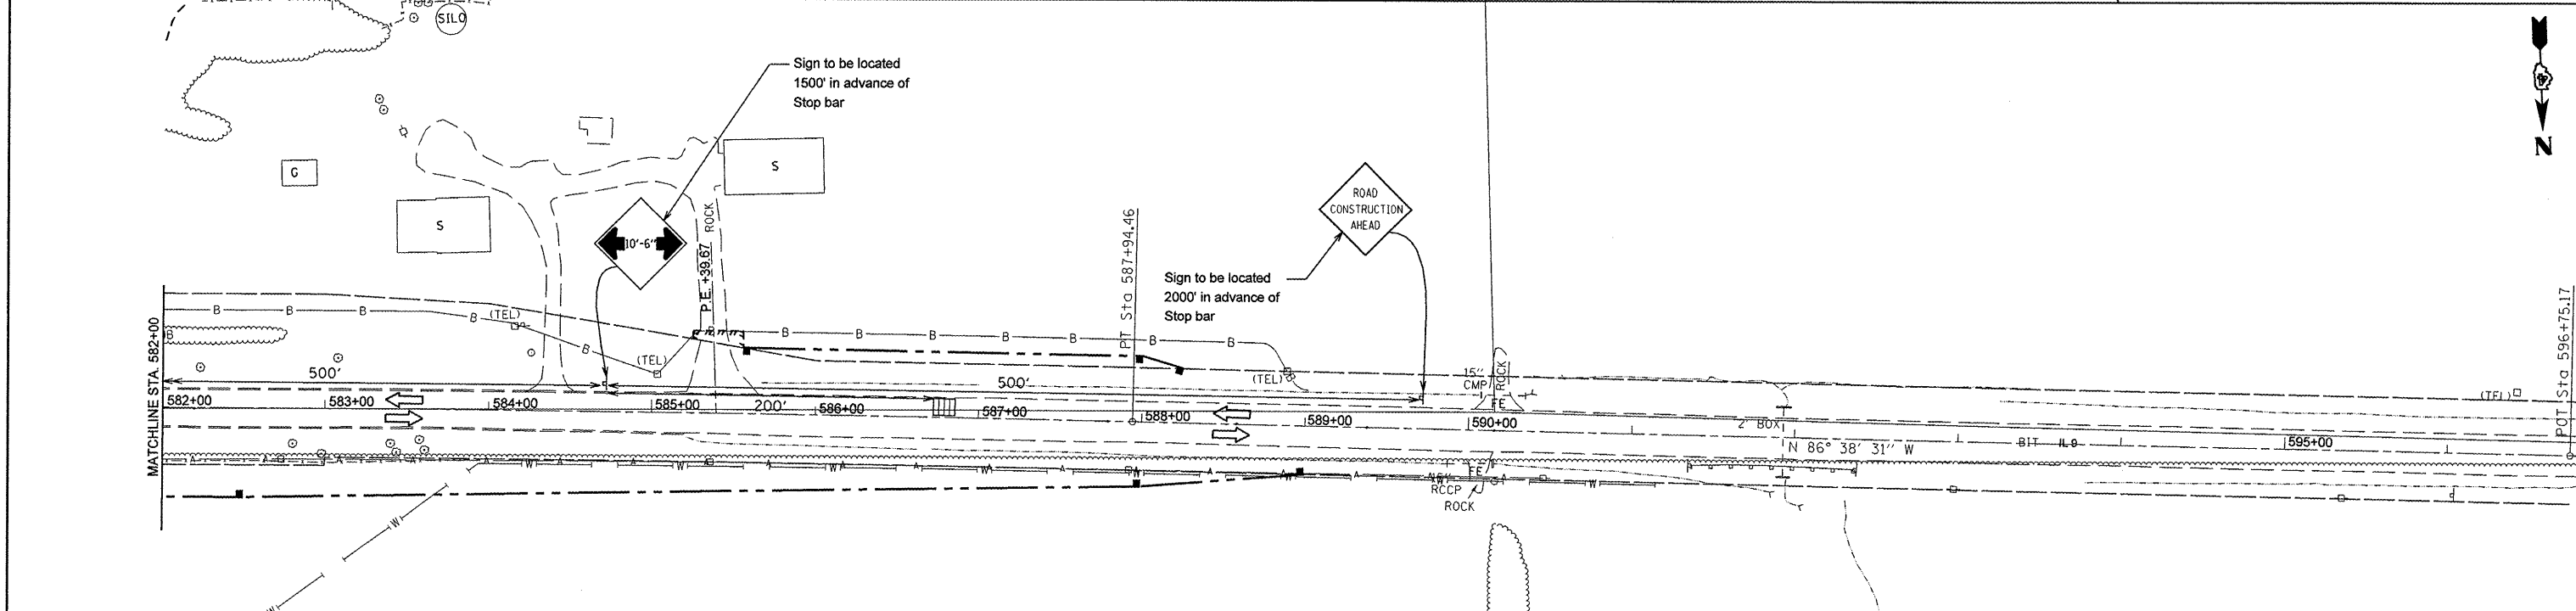 SILO
Sign to be located
1500' in advance of
Stop bar
N
G
S
S
ROCK
P.E. +39.67
10'-6"
ROAD
CONSTRUCTION
AHEAD
Sign to be located
2000' in advance of
Stop bar
PT Sta 587+94.46
POT Sta 596+75.17
MATCHLINE STA. 582+00
B B B B (TEL) B (TEL) B B B B B B B B (TEL)
B
500'
500'
200'
15"
CMP
ROCK
FE
(TEL)
582+00 583+00 584+00 585+00 586+00 587+00 588+00 589+00 590+00 595+00
2' BOX
BIT
N 86° 38' 31" W
A A A A W A W A W A W A W A A W A W
FE
RCCP
ROCK
W
W